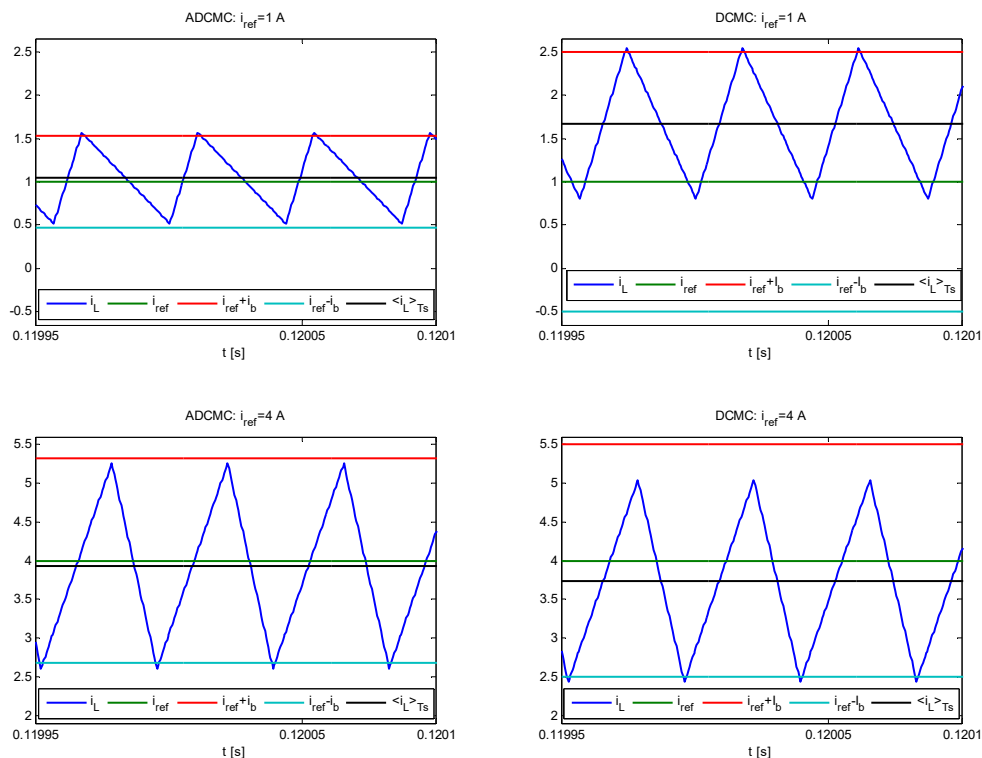 ADCMC: i_ref=1 A
2.5
2
1.5
1
0.5
0
-0.5
i_L i_ref i_ref+i_b i_ref-i_b <i_L>_Ts
0.11995 0.12005 0.1201
t [s]
DCMC: i_ref=1 A
2.5
2
1.5
1
0.5
0
-0.5
i_L i_ref i_ref+I_b i_ref-I_b <i_L>_Ts
0.11995 0.12005 0.1201
t [s]
ADCMC: i_ref=4 A
5.5
5
4.5
4
3.5
3
2.5
2
i_L i_ref i_ref+i_b i_ref-i_b <i_L>_Ts
0.11995 0.12005 0.1201
t [s]
DCMC: i_ref=4 A
5.5
5
4.5
4
3.5
3
2.5
2
i_L i_ref i_ref+I_b i_ref-I_b <i_L>_Ts
0.11995 0.12005 0.1201
t [s]